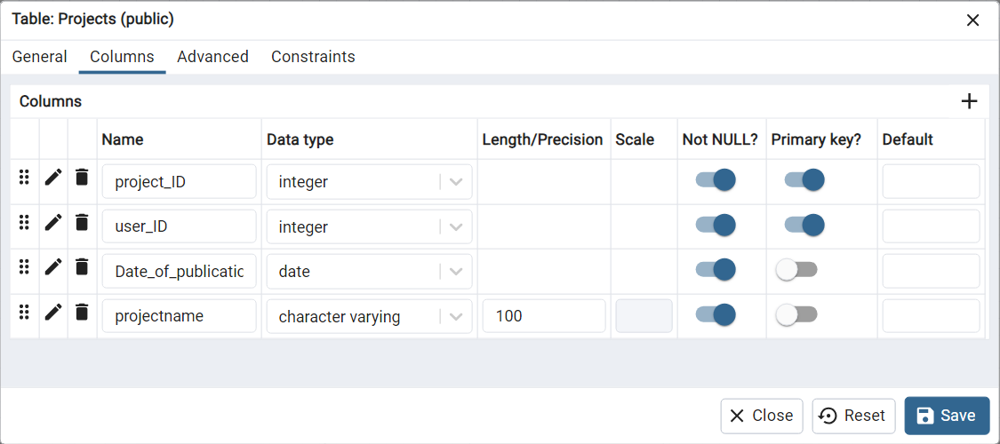 Table: Projects (public)
General Columns Advanced Constraints
Columns
Name Data type Length/Precision Scale Not NULL? Primary key? Default
project_ID integer
user_ID integer
Date_of_publicatic date
projectname character varying 100
Close Reset Save